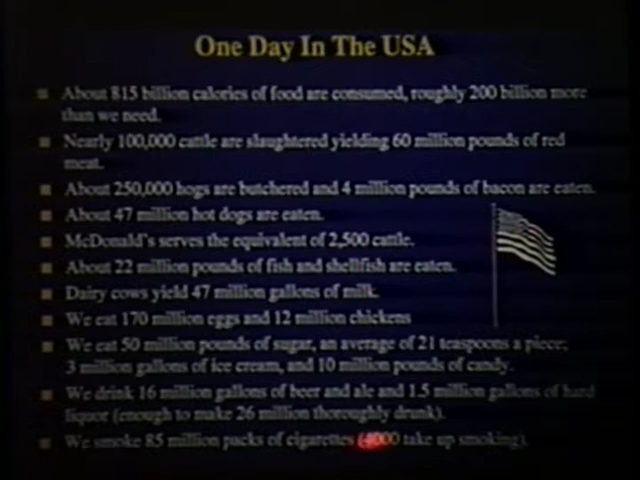 One Day In The USA
About 815 billion calories of food are consumed, roughly 200 billion more
than we need.
Nearly 100,000 cattle are slaughtered yielding 60 million pounds of red
meat.
About 250,000 hogs are butchered and 4 million pounds of bacon are eaten.
About 47 million hot dogs are eaten.
McDonald's serves the equivalent of 2,500 cattle.
About 22 million pounds of fish and shellfish are eaten.
Dairy cows yield 47 million gallons of milk.
We eat 170 million eggs and 12 million chickens
We eat 50 million pounds of sugar, an average of 21 teaspoons a piece;
3 million gallons of ice cream, and 10 million pounds of candy.
We drink 16 million gallons of beer and ale and 1.5 million gallons of hard
liquor (enough to make 26 million thoroughly drunk).
We smoke 85 million packs of cigarettes (4000 take up smoking).